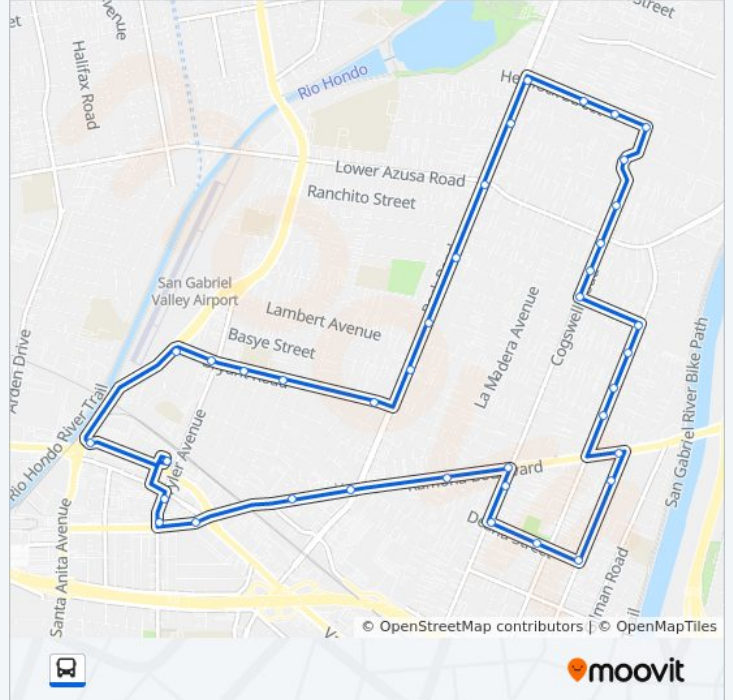 Street
Halifax Road
Rio Hondo
Lower Azusa Road
Ranchito Street
San Gabriel
Valley Airport
Lambert Avenue
Basye Street
La Madera Avenue
San Gabriel River Bike Path
Arden Drive
Rio Hondo River Trail
Tyler Avenue
Santa Anita Avenue
© OpenStreetMap contributors | © OpenMapTiles
moovit